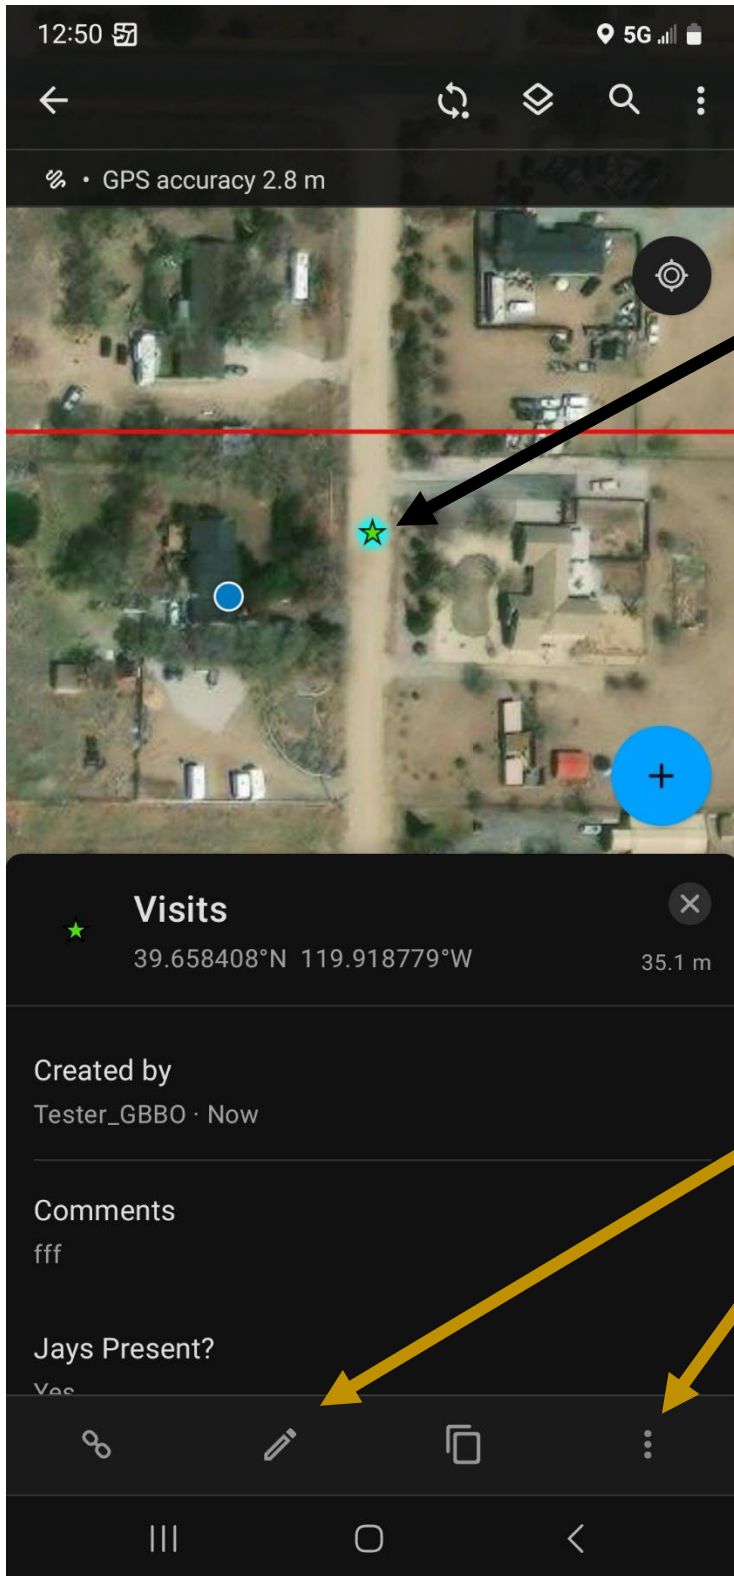 12:50
5G
• GPS accuracy 2.8 m
+
Visits
39.658408°N 119.918779°W
35.1 m
Created by
Tester_GBBO · Now
Comments
fff
Jays Present?
Yes